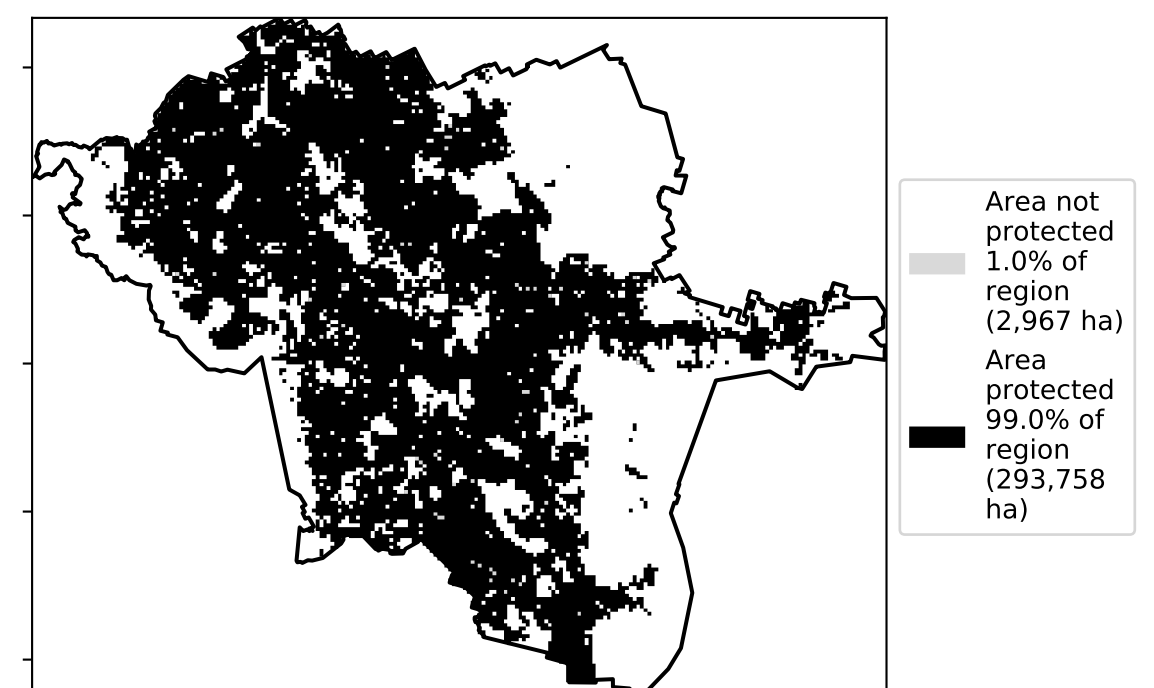 Area not
protected
1.0% of
region
(2,967 ha)
Area
protected
99.0% of
region
(293,758
ha)